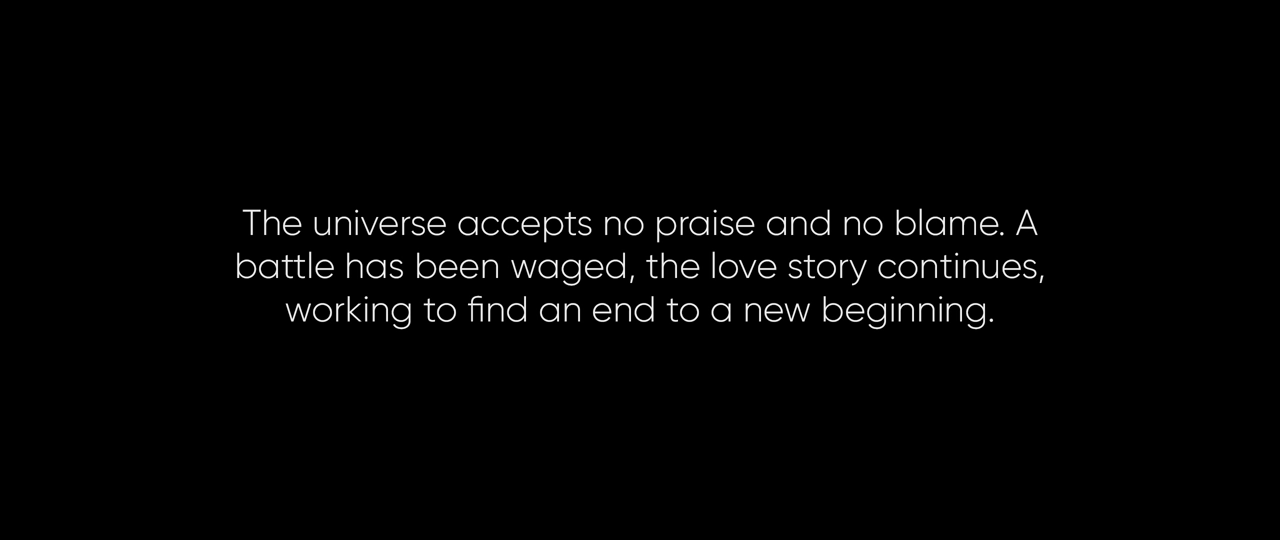 The universe accepts no praise and no blame. A
battle has been waged, the love story continues,
working to find an end to a new beginning.